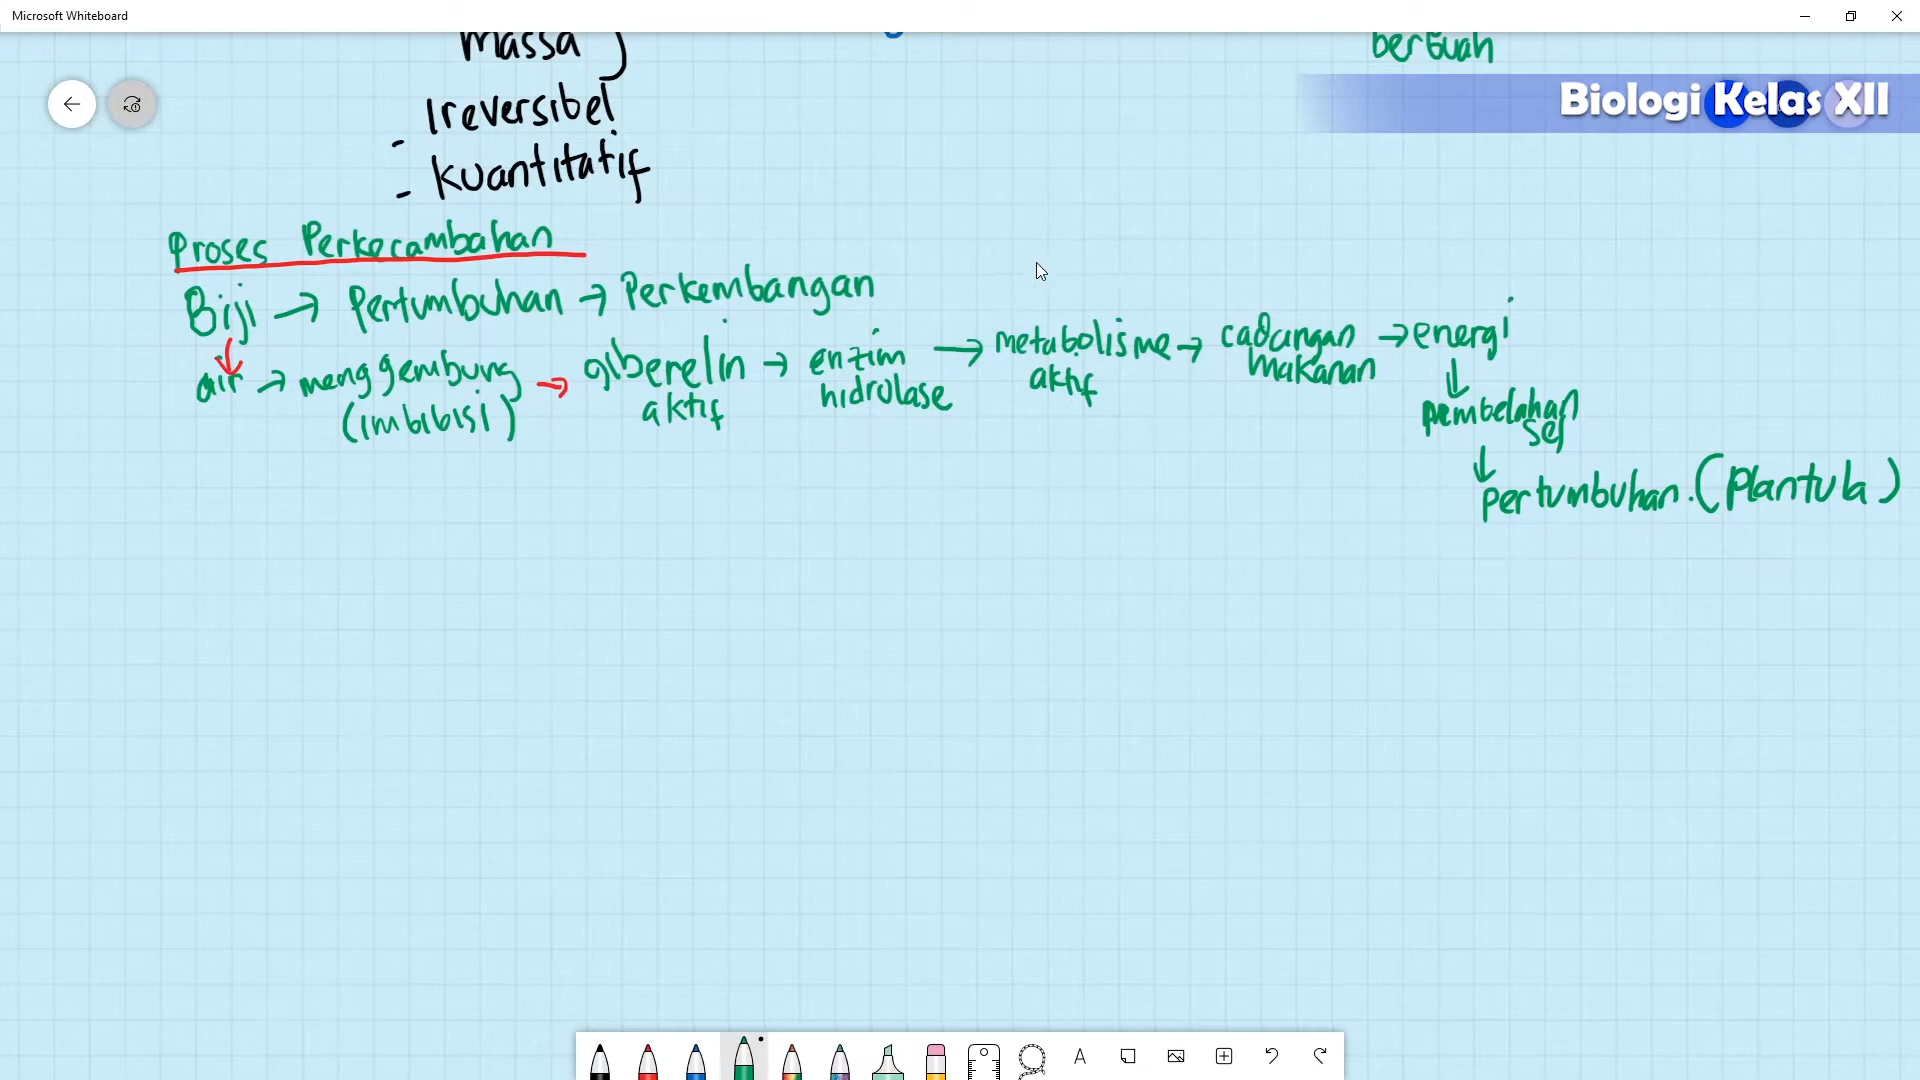 Microsoft Whiteboard
massa
beruah
Biologi Kelas XII
- Ireversibel
- kuantitatif
Proses Perkecambahan
Biji → Pertumbuhan → Perkembangan
air → menggembung (imbibisi) → giberelin aktif → enzim hidrolase → metabolisme aktif → cadangan makanan → energi
↓
pembelahan sel
↓
pertumbuhan. (Plantula)
A